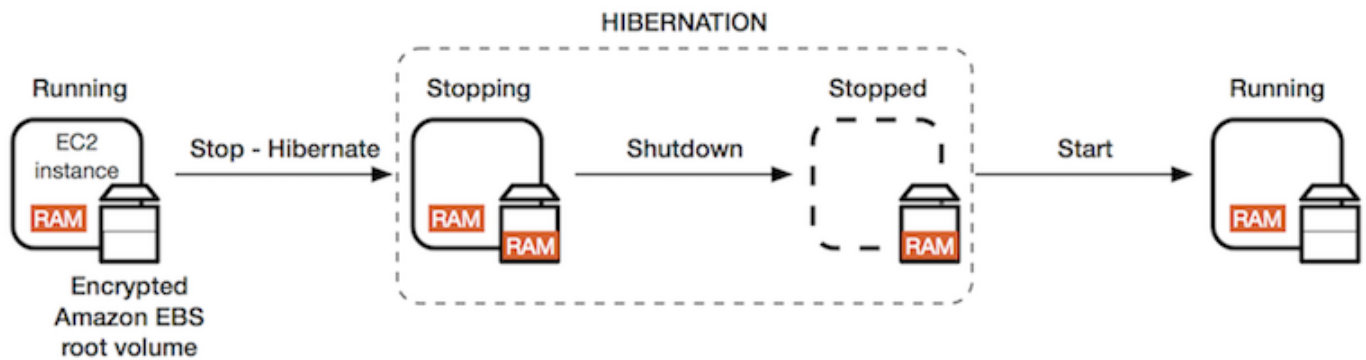 HIBERNATION
Running
Stopping
Stopped
Running
EC2
instance
Stop - Hibernate
Shutdown
Start
RAM
RAM
RAM
RAM
RAM
Encrypted
Amazon EBS
root volume